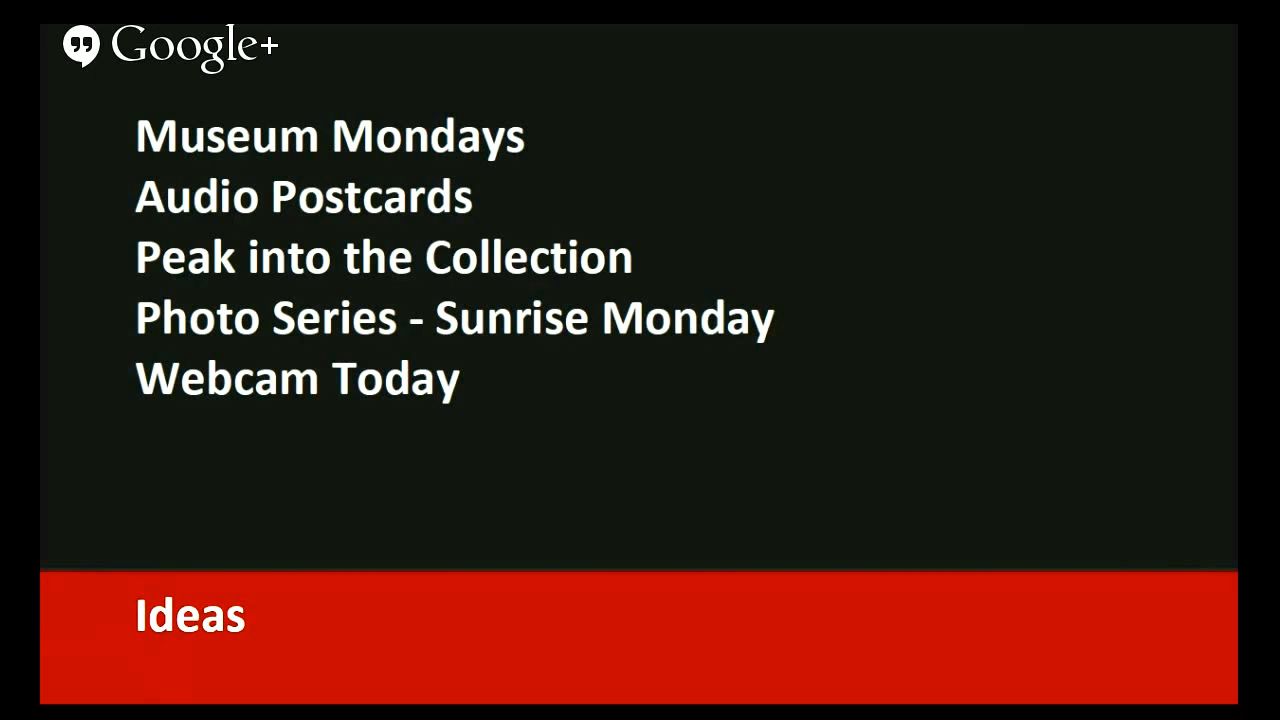 Google+
Museum Mondays
Audio Postcards
Peak into the Collection
Photo Series - Sunrise Monday
Webcam Today
Ideas